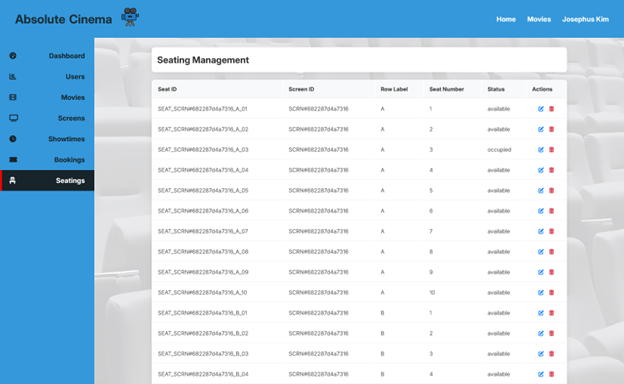 Absolute Cinema
Home Movies Josephus Kim
Dashboard
Users
Movies
Screens
Showtimes
Bookings
Seatings
Seating Management
Seat ID Screen ID Row Label Seat Number Status Actions
SEAT_SCRN#682287d4a7316_A_01 SCRN#682287d4a7316 A 1 available
SEAT_SCRN#682287d4a7316_A_02 SCRN#682287d4a7316 A 2 available
SEAT_SCRN#682287d4a7316_A_03 SCRN#682287d4a7316 A 3 occupied
SEAT_SCRN#682287d4a7316_A_04 SCRN#682287d4a7316 A 4 available
SEAT_SCRN#682287d4a7316_A_05 SCRN#682287d4a7316 A 5 available
SEAT_SCRN#682287d4a7316_A_06 SCRN#682287d4a7316 A 6 available
SEAT_SCRN#682287d4a7316_A_07 SCRN#682287d4a7316 A 7 available
SEAT_SCRN#682287d4a7316_A_08 SCRN#682287d4a7316 A 8 available
SEAT_SCRN#682287d4a7316_A_09 SCRN#682287d4a7316 A 9 available
SEAT_SCRN#682287d4a7316_A_10 SCRN#682287d4a7316 A 10 available
SEAT_SCRN#682287d4a7316_B_01 SCRN#682287d4a7316 B 1 available
SEAT_SCRN#682287d4a7316_B_02 SCRN#682287d4a7316 B 2 available
SEAT_SCRN#682287d4a7316_B_03 SCRN#682287d4a7316 B 3 available
SEAT_SCRN#682287d4a7316_B_04 SCRN#682287d4a7316 B 4 available